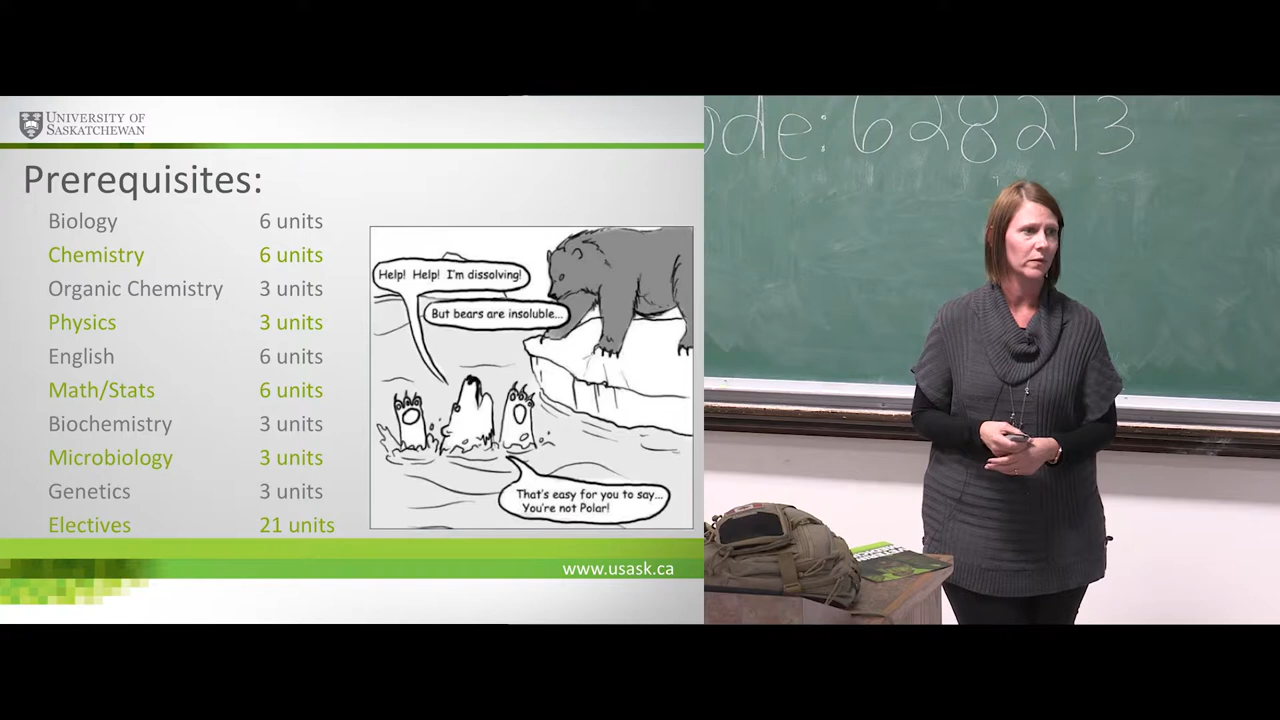 UNIVERSITY OF
SASKATCHEWAN
Prerequisites:
Biology 6 units
Chemistry 6 units
Organic Chemistry 3 units
Physics 3 units
English 6 units
Math/Stats 6 units
Biochemistry 3 units
Microbiology 3 units
Genetics 3 units
Electives 21 units
Help! Help! I'm dissolving!
But bears are insoluble...
That's easy for you to say...
You're not Polar!
www.usask.ca
ode: 628213